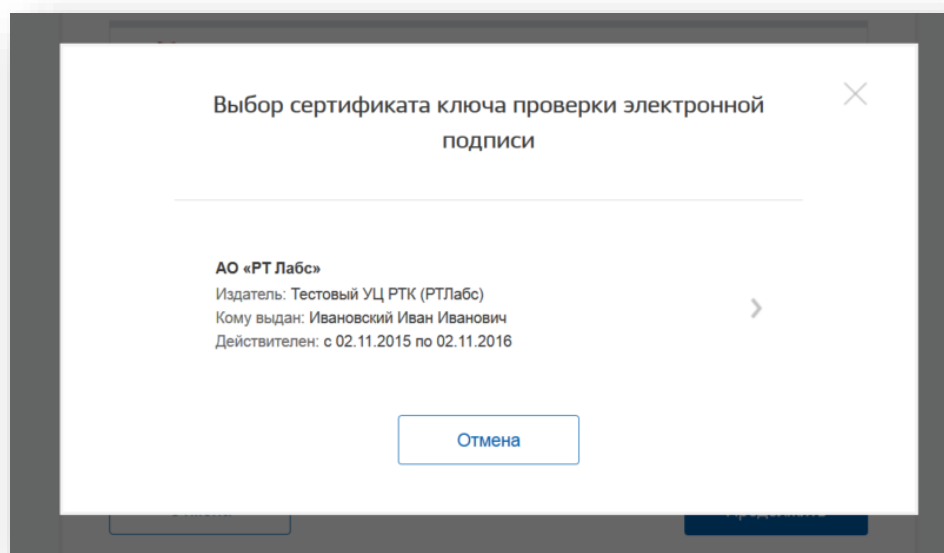 Выбор сертификата ключа проверки электронной
подписи
АО «РТ Лабс»
Издатель: Тестовый УЦ РТК (РТЛабс)
Кому выдан: Ивановский Иван Иванович
Действителен: с 02.11.2015 по 02.11.2016
Отмена